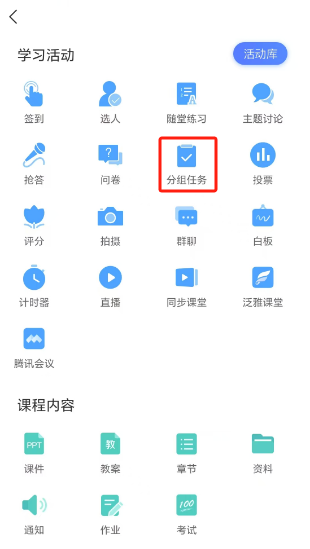 学习活动 活动库
签到 选人 随堂练习 主题讨论
抢答 问卷 分组任务 投票
评分 拍摄 群聊 白板
计时器 直播 同步课堂 泛雅课堂
腾讯会议
课程内容
PPT 教
课件 教案 章节 资料
100
通知 作业 考试